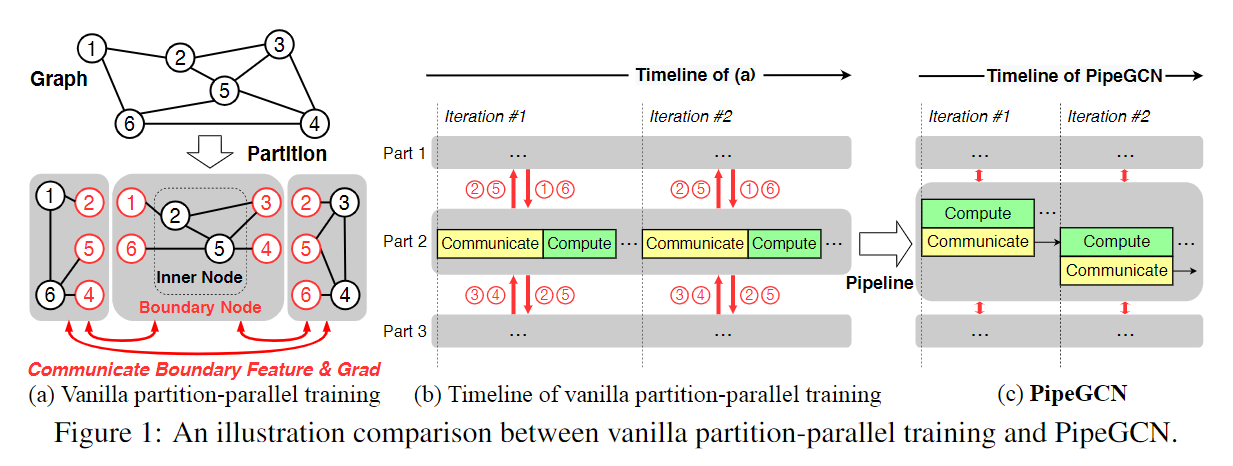 Graph
1
2
3
5
6
4
Partition
1 2 1 3 2 3
2
5 6 5 4 5
6 4 Inner Node 6 4
Boundary Node
Communicate Boundary Feature & Grad
(a) Vanilla partition-parallel training
Timeline of (a)
Iteration #1 Iteration #2
Part 1 ... ...
②⑤ ①⑥ ②⑤ ①⑥
Part 2 Communicate Compute ... Communicate Compute ...
③④ ②⑤ ③④ ②⑤
Part 3 ... ...
(b) Timeline of vanilla partition-parallel training
Pipeline
Timeline of PipeGCN
Iteration #1 Iteration #2
... ...
Compute ...
Communicate Compute ...
Communicate
... ...
(c) PipeGCN
Figure 1: An illustration comparison between vanilla partition-parallel training and PipeGCN.